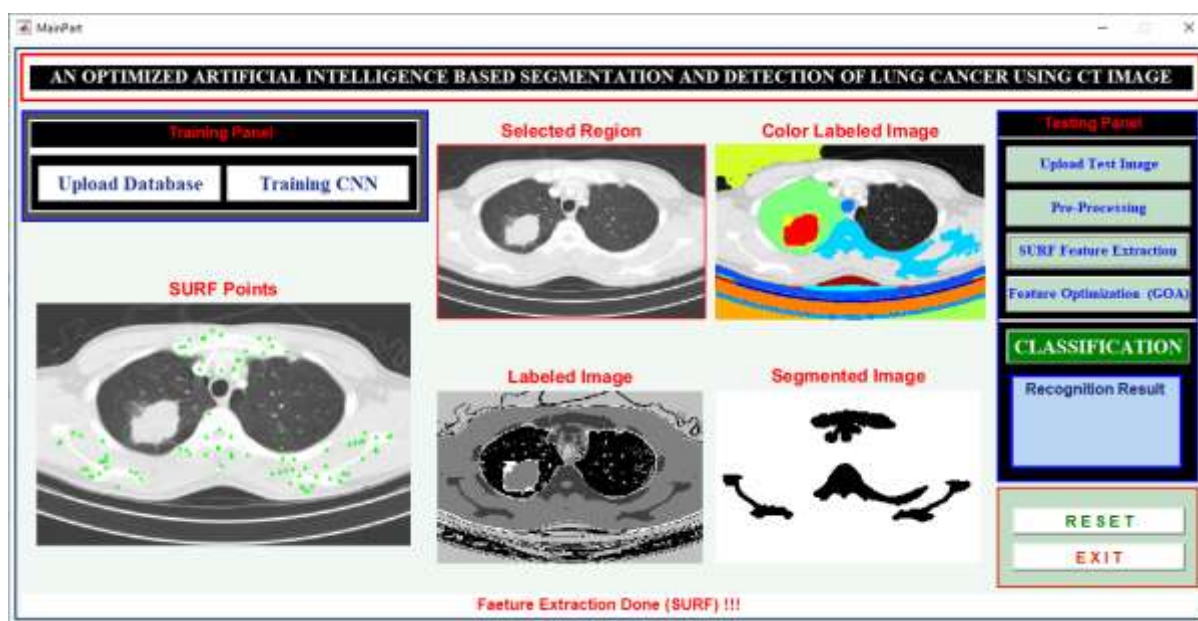 MainPart
AN OPTIMIZED ARTIFICIAL INTELLIGENCE BASED SEGMENTATION AND DETECTION OF LUNG CANCER USING CT IMAGE
Training Panel
Upload Database
Training CNN
SURF Points
Selected Region
Color Labeled Image
Labeled Image
Segmented Image
Testing Panel
Upload Test Image
Pre-Processing
SURF Feature Extraction
Feature Optimization (GOA)
CLASSIFICATION
Recognition Result
RESET
EXIT
Faeture Extraction Done (SURF) !!!